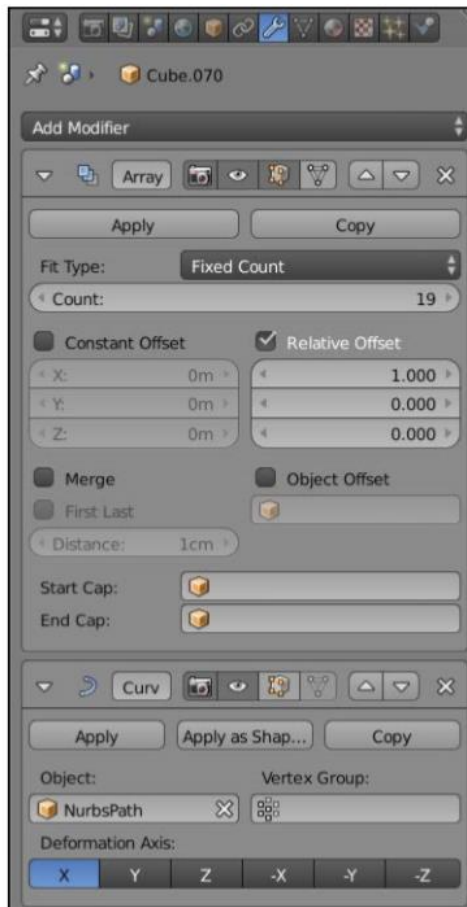 Cube.070
Add Modifier
Array
Apply Copy
Fit Type: Fixed Count
Count: 19
Constant Offset Relative Offset
X: 0m 1.000
Y: 0m 0.000
Z: 0m 0.000
Merge Object Offset
First Last
Distance: 1cm
Start Cap:
End Cap:
Curv
Apply Apply as Shap... Copy
Object: Vertex Group:
NurbsPath
Deformation Axis:
X Y Z -X -Y -Z